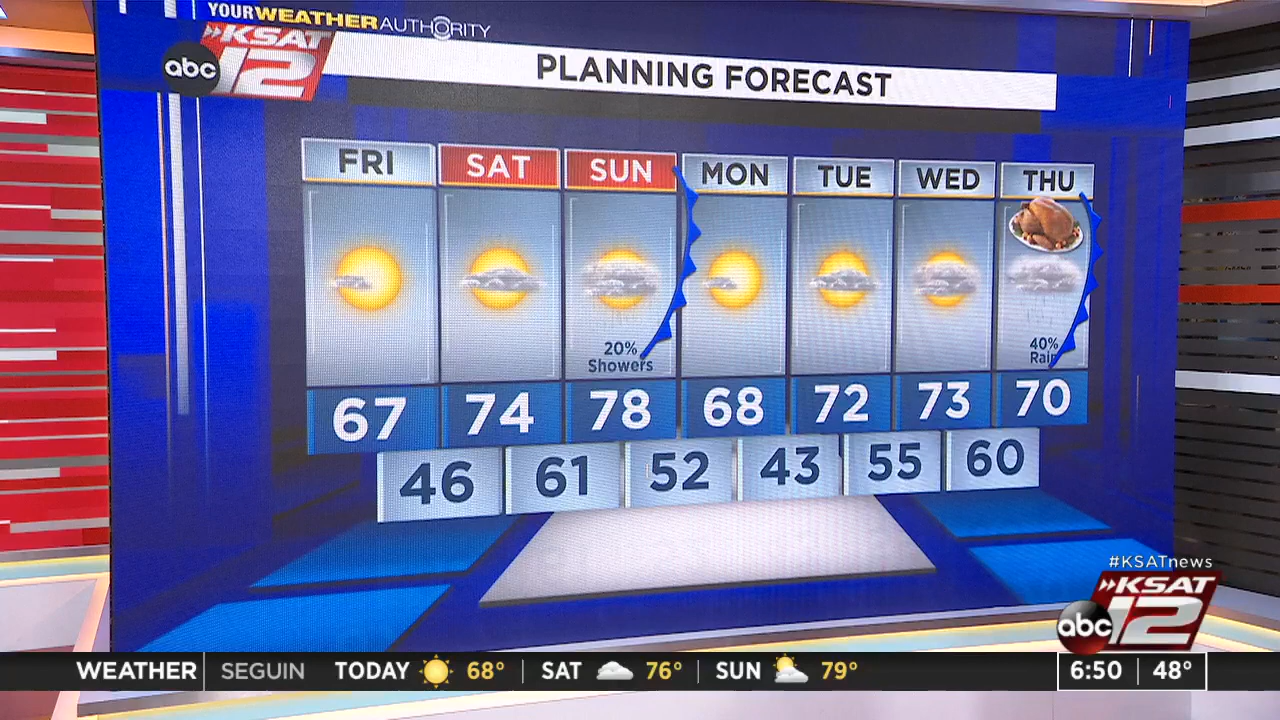 YOURWEATHERAUTHORITY
KSAT
abc 12
PLANNING FORECAST
FRI SAT SUN MON TUE WED THU
20% Showers
40% Rain
67 74 78 68 72 73 70
46 61 52 43 55 60
#KSATnews
KSAT
abc 12
WEATHER SEGUIN TODAY 68° SAT 76° SUN 79° 6:50 48°